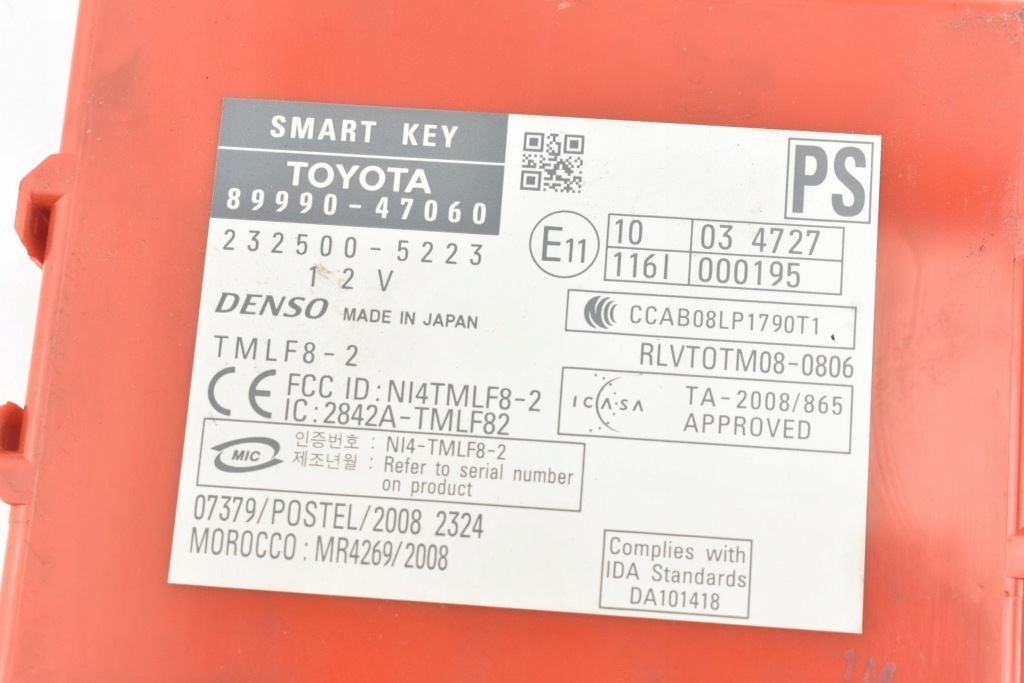 SMART KEY
TOYOTA
89990-47060
232500-5223
12V
DENSO MADE IN JAPAN
TMLF8-2
CE FCC ID:NI4TMLF8-2
IC:2842A-TMLF82
MIC
인증번호 : NI4-TMLF8-2
제조년월 : Refer to serial number
on product
07379/POSTEL/2008 2324
MOROCCO : MR4269/2008
PS
E11
10 03 4727
116I 000195
CCAB08LP1790T1
RLVTOTM08-0806
ICASA TA-2008/865
APPROVED
Complies with
IDA Standards
DA101418